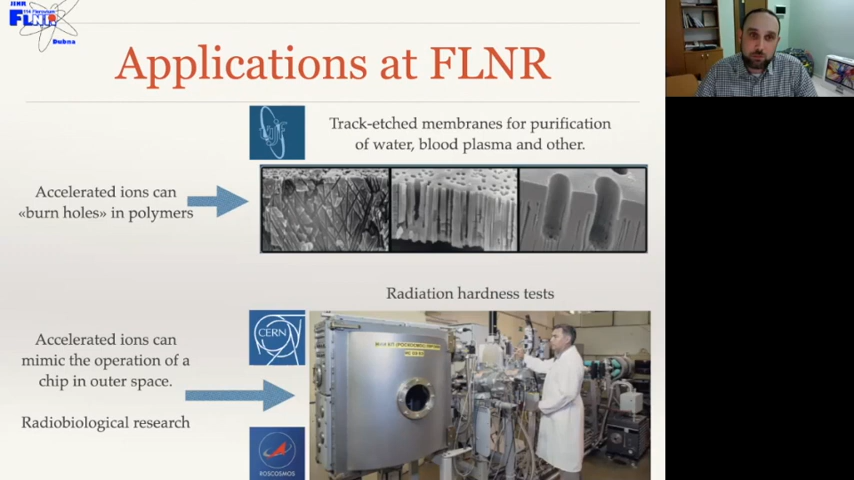 JINR
FLNR
Dubna
Applications at FLNR
Track-etched membranes for purification
of water, blood plasma and other.
Accelerated ions can
«burn holes» in polymers
Radiation hardness tests
CERN
Accelerated ions can
mimic the operation of a
chip in outer space.
Radiobiological research
ROSCOSMOS